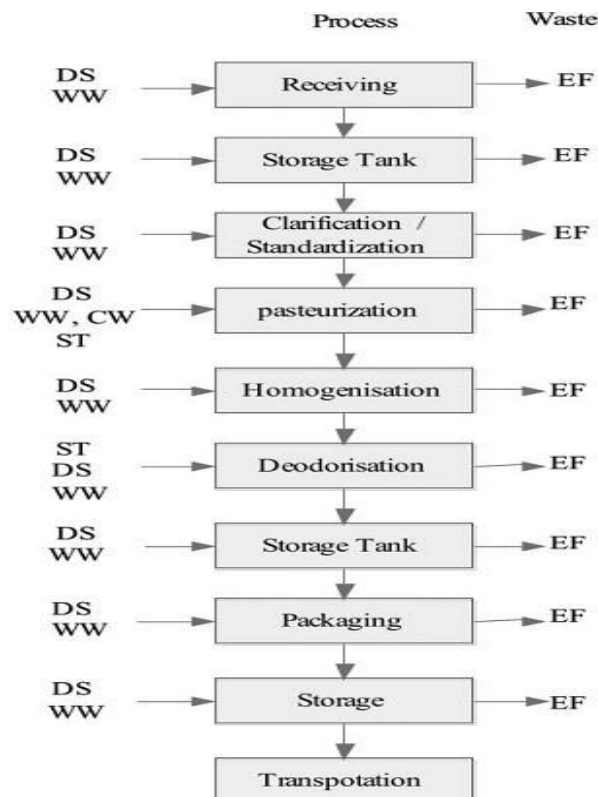 Process Waste
DS
WW
Receiving
EF
DS
WW
Storage Tank
EF
DS
WW
Clarification /
Standardization
EF
DS
WW, CW
ST
pasteurization
EF
DS
WW
Homogenisation
EF
ST
DS
WW
Deodorisation
EF
DS
WW
Storage Tank
EF
DS
WW
Packaging
EF
DS
WW
Storage
EF
Transpotation